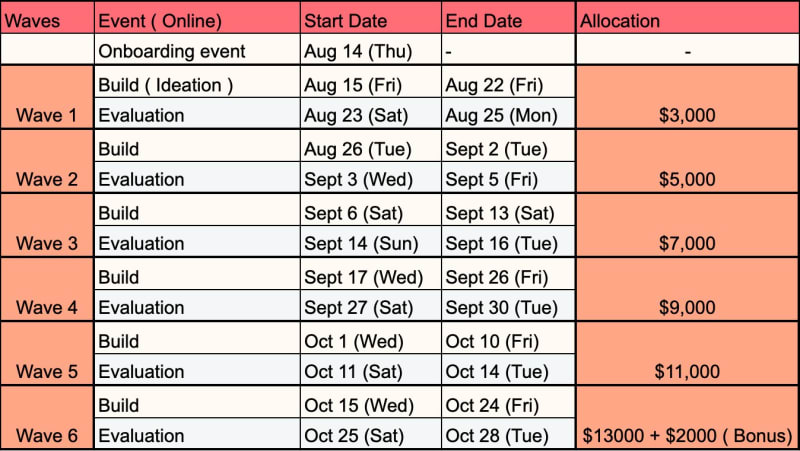 Waves Event ( Online) Start Date End Date Allocation
Onboarding event Aug 14 (Thu) - -
Build ( Ideation ) Aug 15 (Fri) Aug 22 (Fri)
Wave 1 Evaluation Aug 23 (Sat) Aug 25 (Mon) $3,000
Build Aug 26 (Tue) Sept 2 (Tue)
Wave 2 Evaluation Sept 3 (Wed) Sept 5 (Fri) $5,000
Build Sept 6 (Sat) Sept 13 (Sat)
Wave 3 Evaluation Sept 14 (Sun) Sept 16 (Tue) $7,000
Build Sept 17 (Wed) Sept 26 (Fri)
Wave 4 Evaluation Sept 27 (Sat) Sept 30 (Tue) $9,000
Build Oct 1 (Wed) Oct 10 (Fri)
Wave 5 Evaluation Oct 11 (Sat) Oct 14 (Tue) $11,000
Build Oct 15 (Wed) Oct 24 (Fri)
Wave 6 Evaluation Oct 25 (Sat) Oct 28 (Tue) $13000 + $2000 ( Bonus)